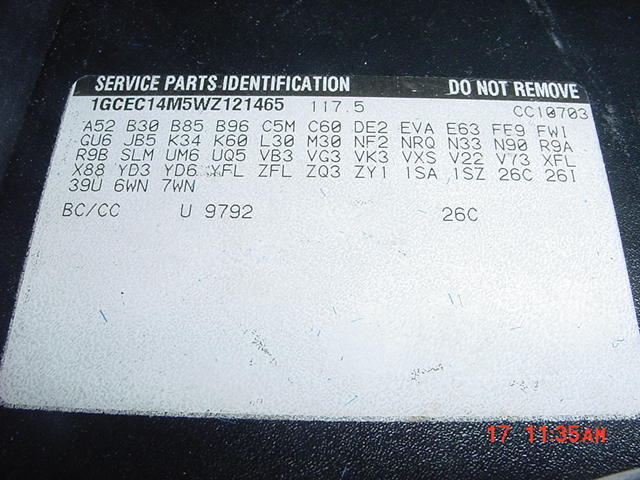 SERVICE PARTS IDENTIFICATION DO NOT REMOVE
1GCEC14M5WZ121465 117.5 CC10703
A52 B30 B85 B96 C5M C60 DE2 EVA E63 FE9 FWI
GU6 JB5 K34 K60 L30 M30 NF2 NRQ N33 N90 R9A
R9B SLM UM6 UQ5 VB3 VG3 VK3 VXS V22 V73 XFL
X88 YD3 YD6 YFL ZFL ZQ3 ZY1 1SA 1SZ 26C 26I
39U 6WN 7WN
BC/CC U 9792 26C
17 11:35AM